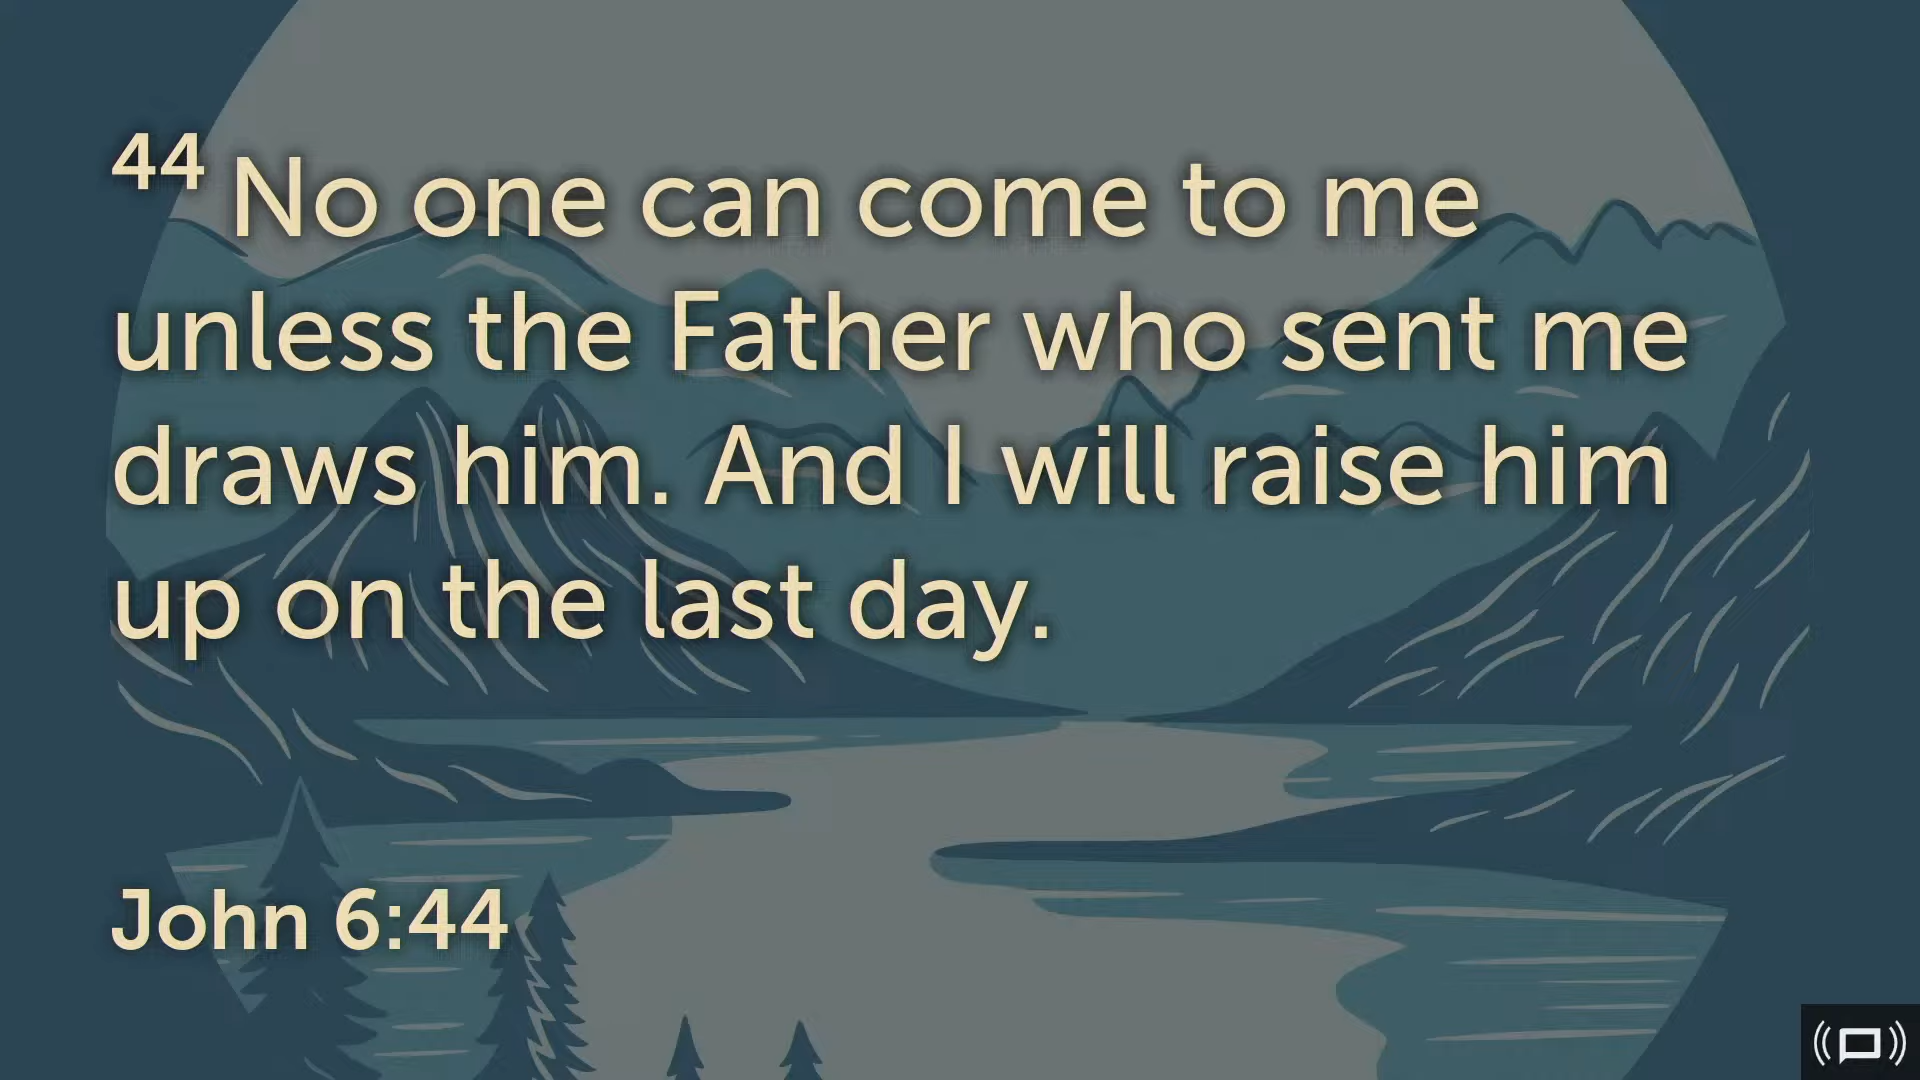 44 No one can come to me
unless the Father who sent me
draws him. And I will raise him
up on the last day.
John 6:44